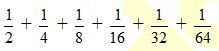 1/2 + 1/4 + 1/8 + 1/16 + 1/32 + 1/64